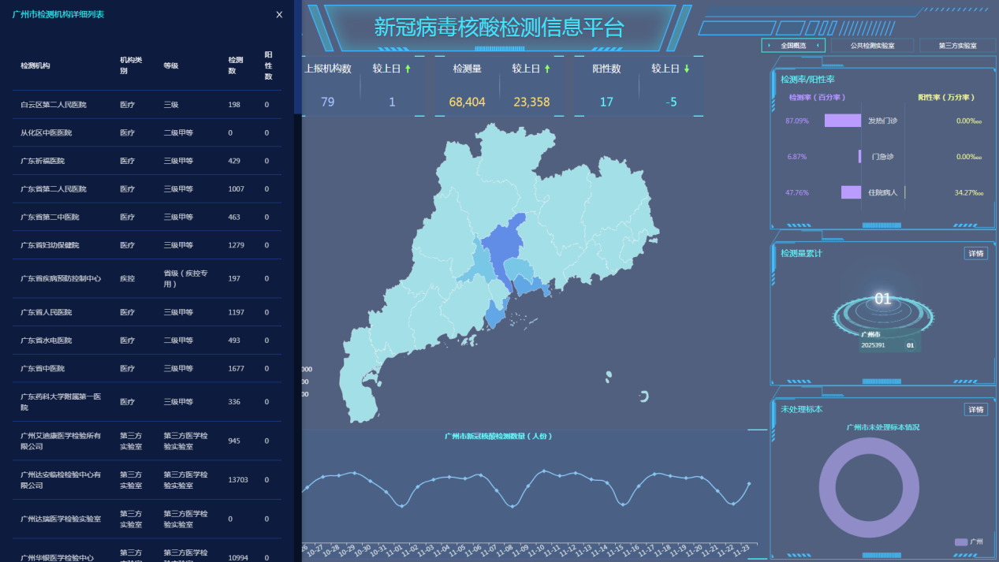 广州市检测机构详细列表
X
检测机构 机构类别 等级 检测数 阳性数
白云区第二人民医院 医疗 三级 198 0
从化区中医医院 医疗 二级甲等 0 0
广东祈福医院 医疗 三级甲等 429 0
广东省第二人民医院 医疗 三级甲等 1007 0
广东省第二中医院 医疗 三级甲等 463 0
广东省妇幼保健院 医疗 三级甲等 1279 0
广东省疾病预防控制中心 疾控 省级（疾控专用） 197 0
广东省人民医院 医疗 三级甲等 1197 0
广东省水电医院 医疗 二级甲等 493 0
广东省中医院 医疗 三级甲等 1677 0
广东药科大学附属第一医院 医疗 三级甲等 336 0
广州艾迪康医学检验所有限公司 第三方实验室 第三方医学检验实验室 945 0
广州达安临检检验中心有限公司 第三方实验室 第三方医学检验实验室 13703 0
广州达瑞医学检验实验室 第三方实验室 第三方医学检验实验室 0 0
广州华银医学检验中心 第三方 第三方医学检 10994 0
新冠病毒核酸检测信息平台
上报机构数 较上日
79 1
检测量 较上日
68,404 23,358
阳性数 较上日
17 -5
000
00
00
广州市新冠核酸检测数量（人份）
26 10-27 10-28 10-29 10-30 10-31 11-01 11-02 11-03 11-04 11-05 11-06 11-07 11-08 11-09 11-10 11-11 11-12 11-13 11-14 11-15 11-16 11-17 11-18 11-19 11-20 11-21 11-22 11-23
全国概览 公共检测实验室 第三方实验室
检测率/阳性率
检测率（百分率） 阳性率（万分率）
87.09% 发热门诊 0.00‱
6.87% 门急诊 0.00‱
47.76% 住院病人 34.27‱
检测量累计 详情
01
广州市
2025391 01
未处理标本 详情
广州市未处理标本情况
广州